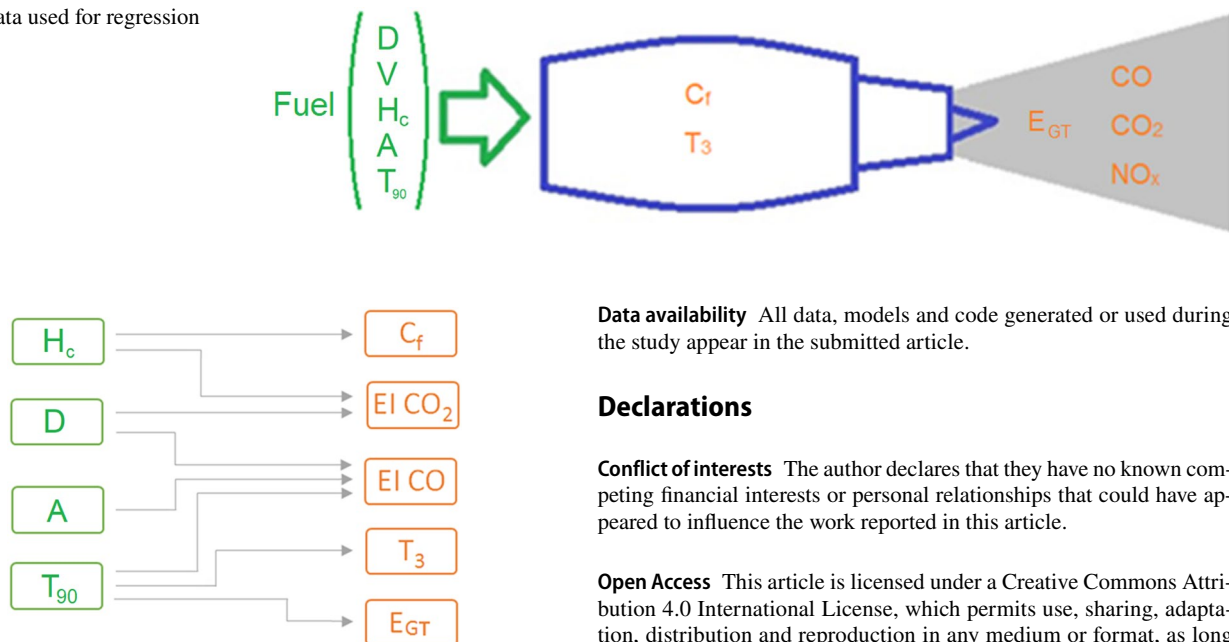 ata used for regression
Fuel
D
V
Hc
A
T90
Cf
T3
EGT
CO
CO2
NOx
Hc
D
A
T90
Cf
EI CO2
EI CO
T3
EGT
Data availability All data, models and code generated or used during
the study appear in the submitted article.
Declarations
Conflict of interests The author declares that they have no known com-
peting financial interests or personal relationships that could have ap-
peared to influence the work reported in this article.
Open Access This article is licensed under a Creative Commons Attri-
bution 4.0 International License, which permits use, sharing, adapta-
tion, distribution and reproduction in any medium or format, as long